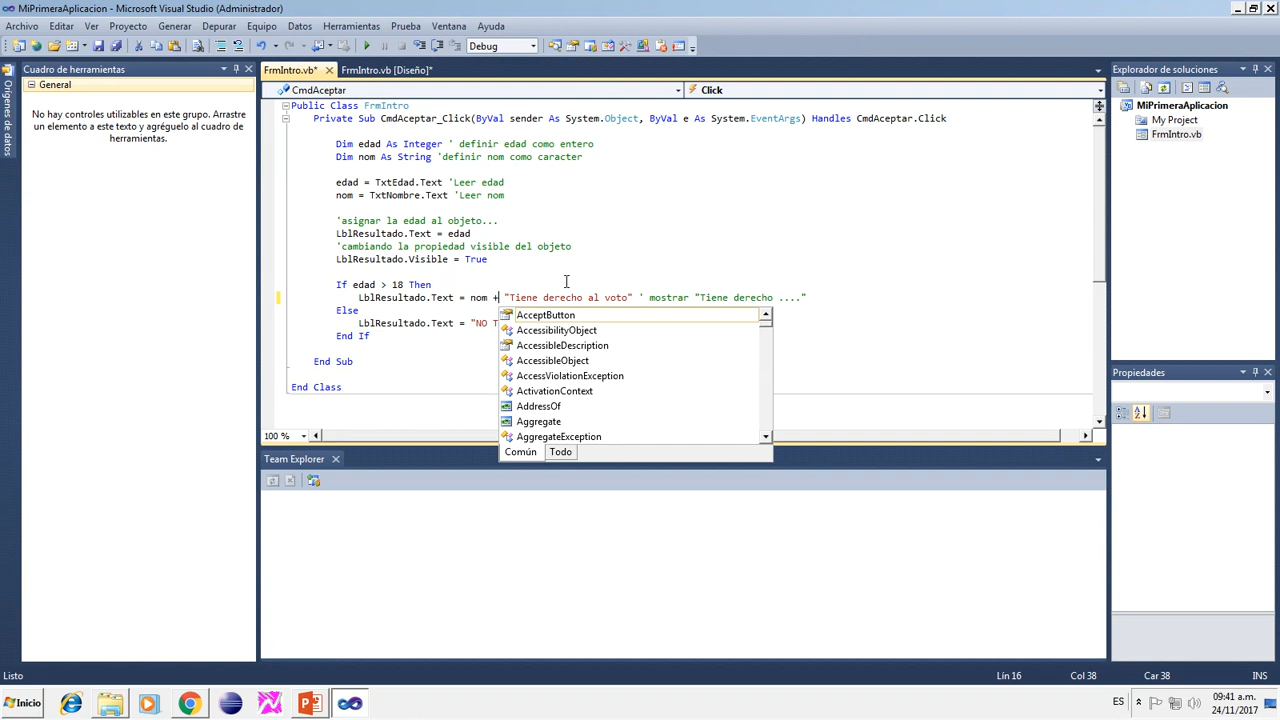 MiPrimeraAplicacion - Microsoft Visual Studio (Administrador)
Archivo Editar Ver Proyecto Generar Depurar Equipo Datos Herramientas Prueba Ventana Ayuda
Debug
Orígenes de datos
Cuadro de herramientas
General
No hay controles utilizables en este grupo. Arrastre
un elemento a este texto y agréguelo al cuadro de
herramientas.
FrmIntro.vb* FrmIntro.vb [Diseño]*
CmdAceptar Click
Public Class FrmIntro
Private Sub CmdAceptar_Click(ByVal sender As System.Object, ByVal e As System.EventArgs) Handles CmdAceptar.Click
Dim edad As Integer ' definir edad como entero
Dim nom As String 'definir nom como caracter
edad = TxtEdad.Text 'Leer edad
nom = TxtNombre.Text 'Leer nom
'asignar la edad al objeto...
LblResultado.Text = edad
'cambiando la propiedad visible del objeto
LblResultado.Visible = True
If edad > 18 Then
LblResultado.Text = nom + "Tiene derecho al voto" ' mostrar "Tiene derecho ...."
Else
LblResultado.Text = "NO T
End If
End Sub
End Class
AcceptButton
AccessibilityObject
AccessibleDescription
AccessibleObject
AccessViolationException
ActivationContext
AddressOf
Aggregate
AggregateException
Común Todo
100 %
Team Explorer
Explorador de soluciones
MiPrimeraAplicacion
My Project
FrmIntro.vb
Propiedades
Listo Lín 16 Col 38 Car 38 INS
Inicio ES 09:41 a.m.
24/11/2017